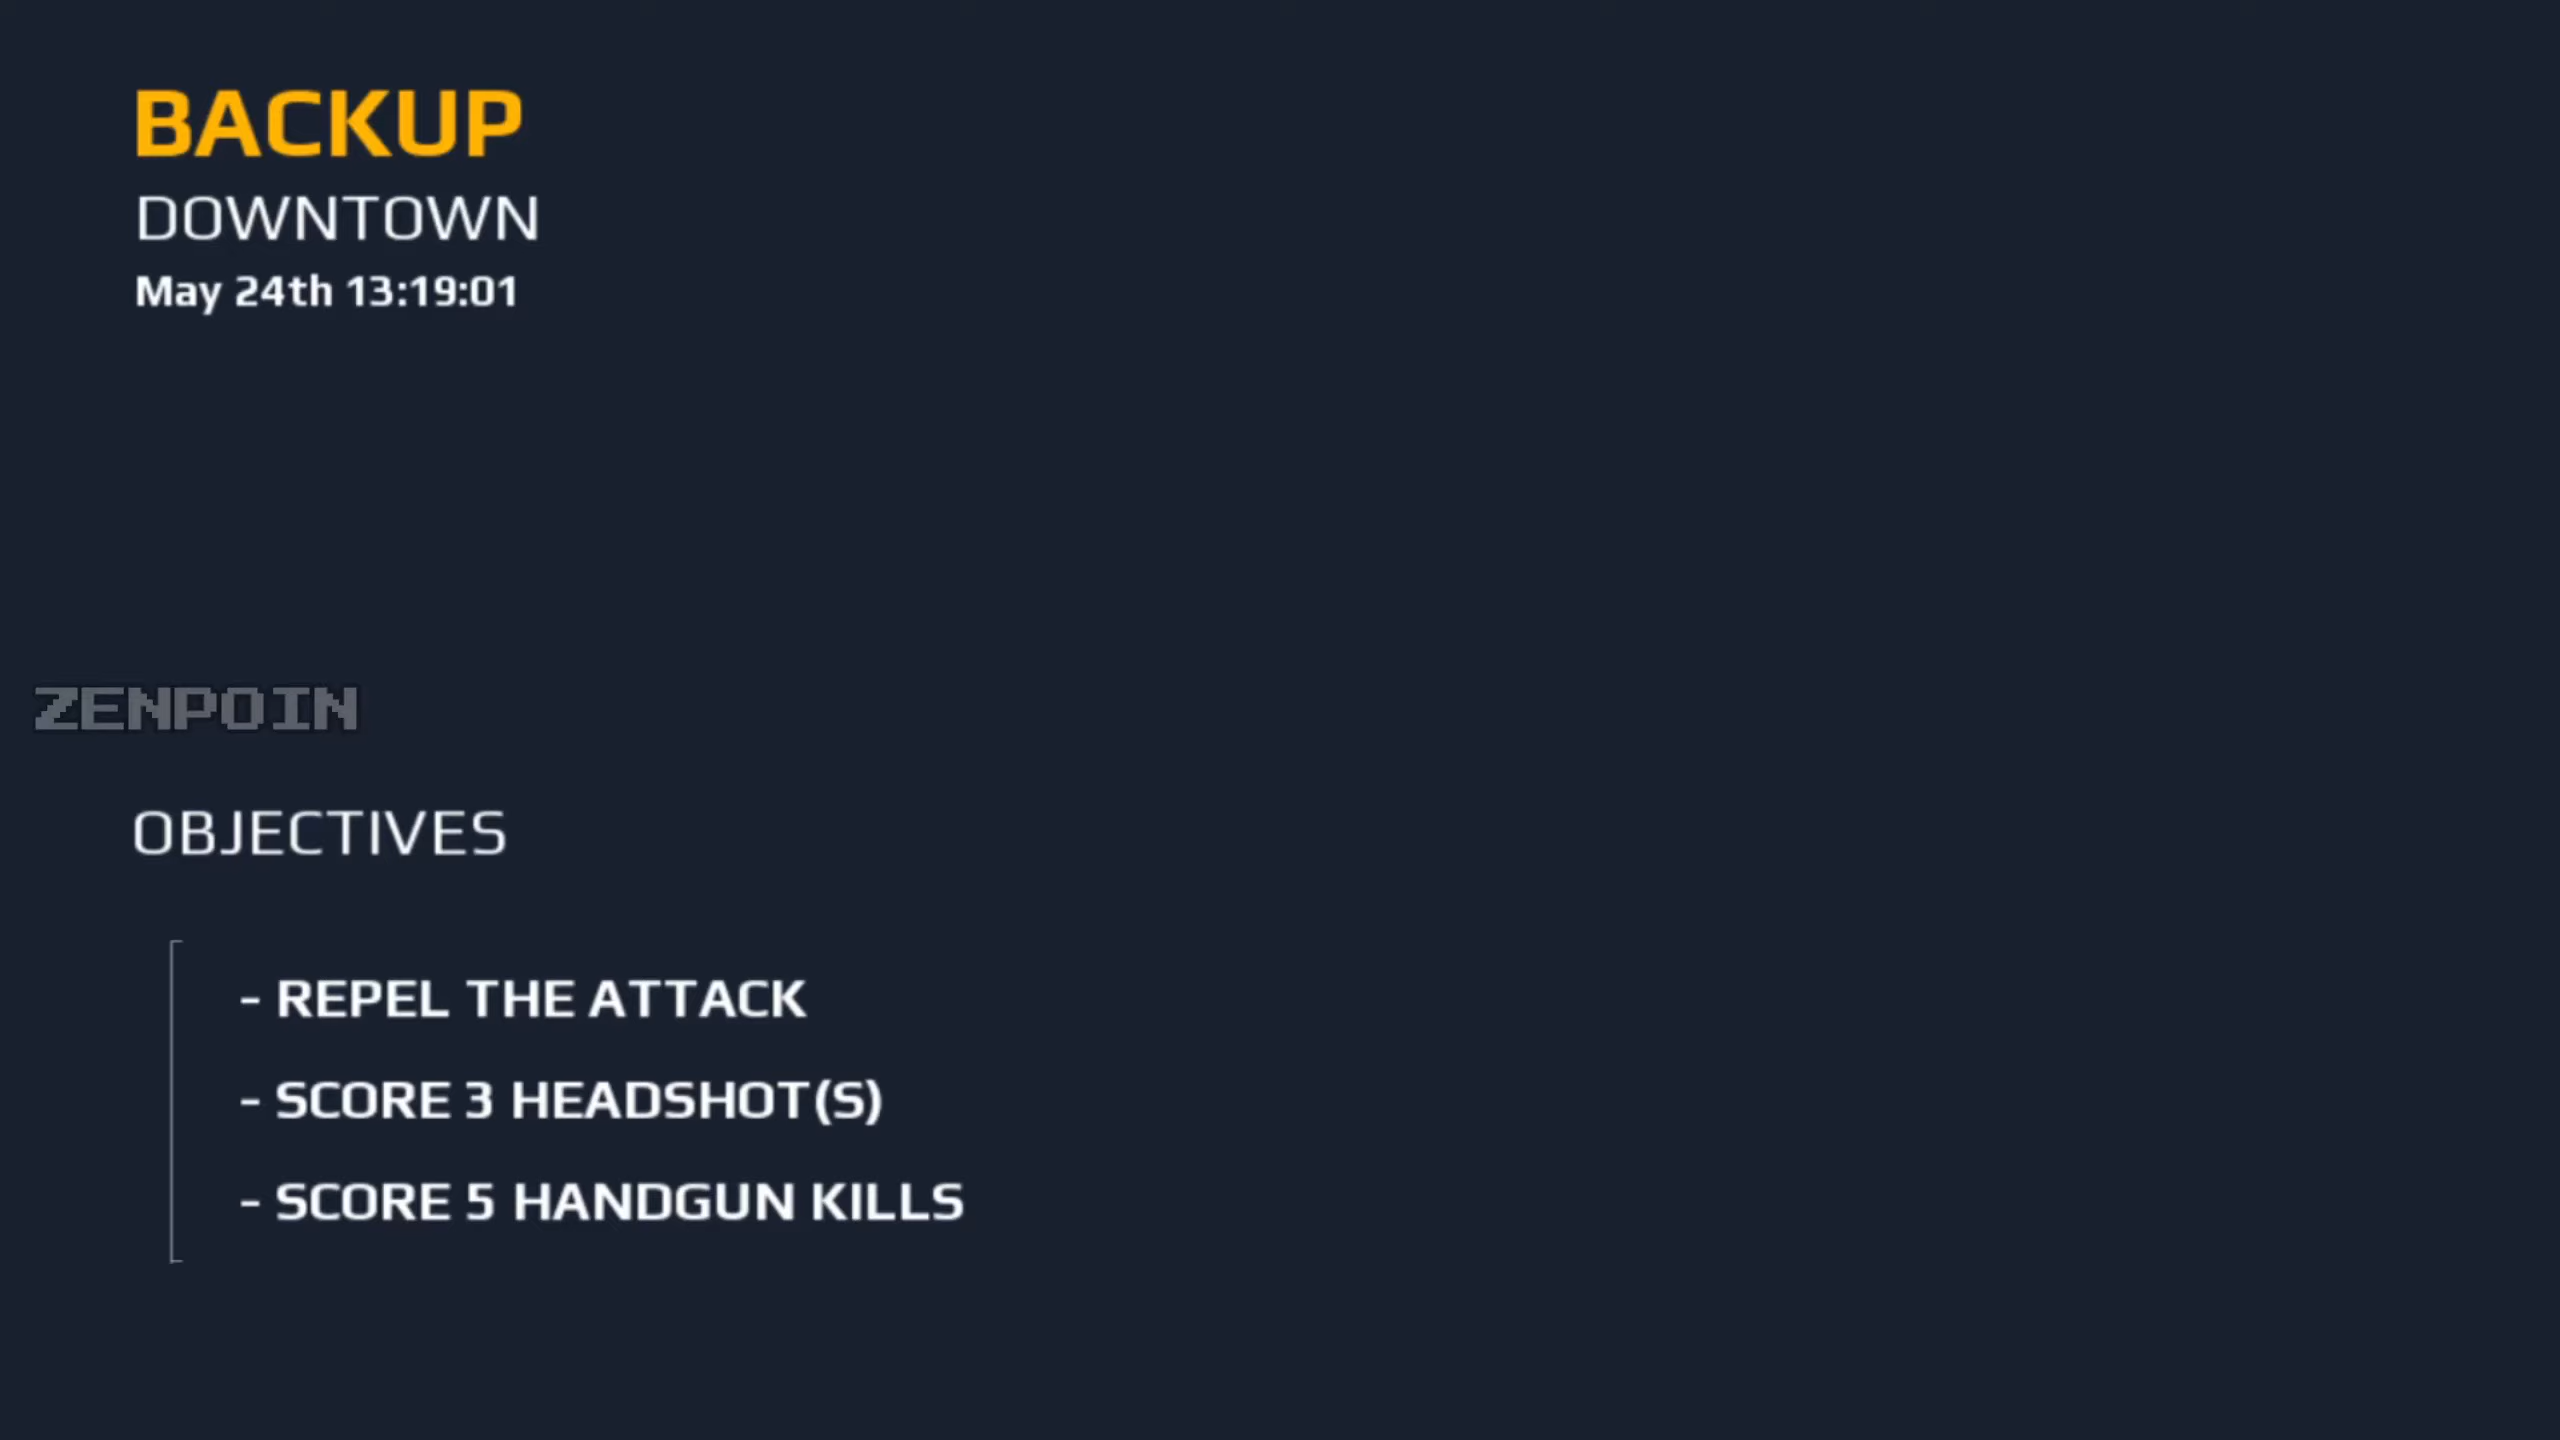 BACKUP
DOWNTOWN
May 24th 13:19:01
ZENPOIN
OBJECTIVES
- REPEL THE ATTACK
- SCORE 3 HEADSHOT(S)
- SCORE 5 HANDGUN KILLS